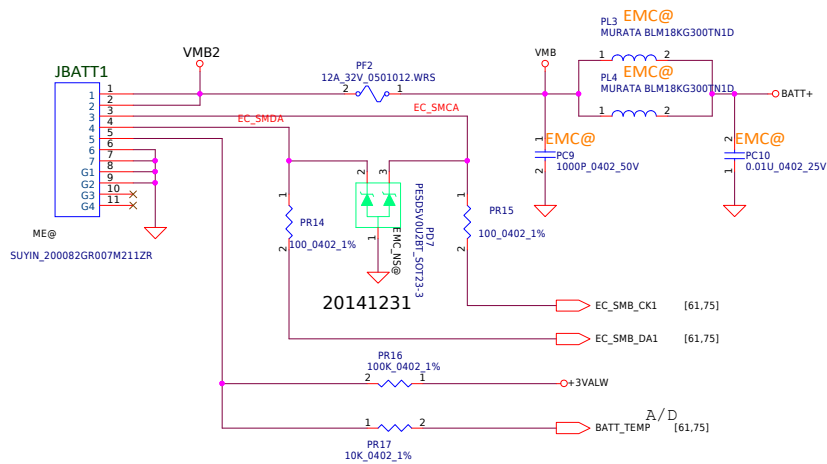 EMC@
PL3
MURATA BLM18KG300TN1D
1 2
EMC@
PL4
MURATA BLM18KG300TN1D
1 2
VMB2
VMB
PF2
12A_32V_0501012.WRS
2 1
BATT+
JBATT1
1 1
2 2
3 3
4 4
5 5
6 6
7 7
G1 8
G2 9
G3 10
G4 11
ME@
SUYIN_200082GR007M211ZR
EC_SMCA
EC_SMDA
EMC@
1
PC9
1000P_0402_50V
2
EMC@
2
PC10
0.01U_0402_25V
1
2 3
1
PD7
PESD5V0U2BT_SOT23-3
EMC_NS@
1
PR14
100_0402_1%
2
1
PR15
100_0402_1%
2
20141231
EC_SMB_CK1 [61,75]
EC_SMB_DA1 [61,75]
PR16
100K_0402_1%
2 1
+3VALW
A/D
1 2
BATT_TEMP [61,75]
PR17
10K_0402_1%